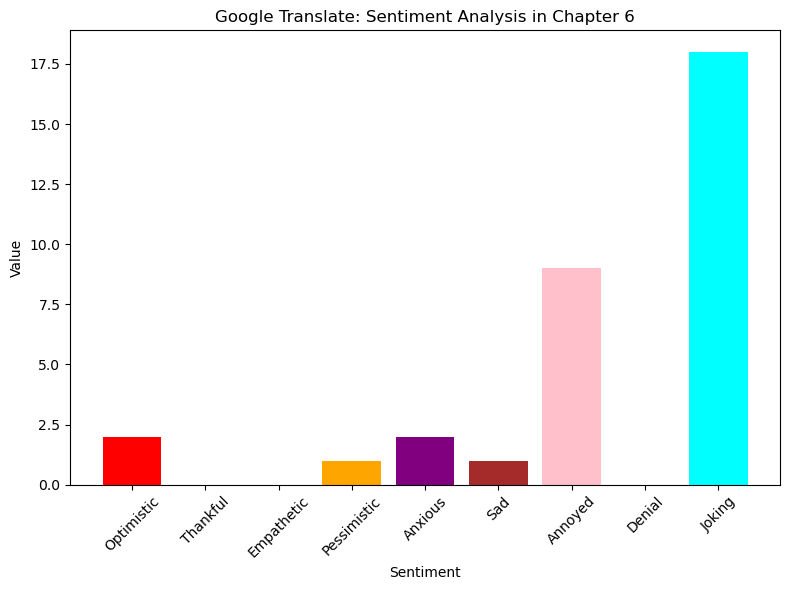 Google Translate: Sentiment Analysis in Chapter 6
Value
17.5
15.0
12.5
10.0
7.5
5.0
2.5
0.0
Optimistic
Thankful
Empathetic
Pessimistic
Anxious
Sad
Annoyed
Denial
Joking
Sentiment